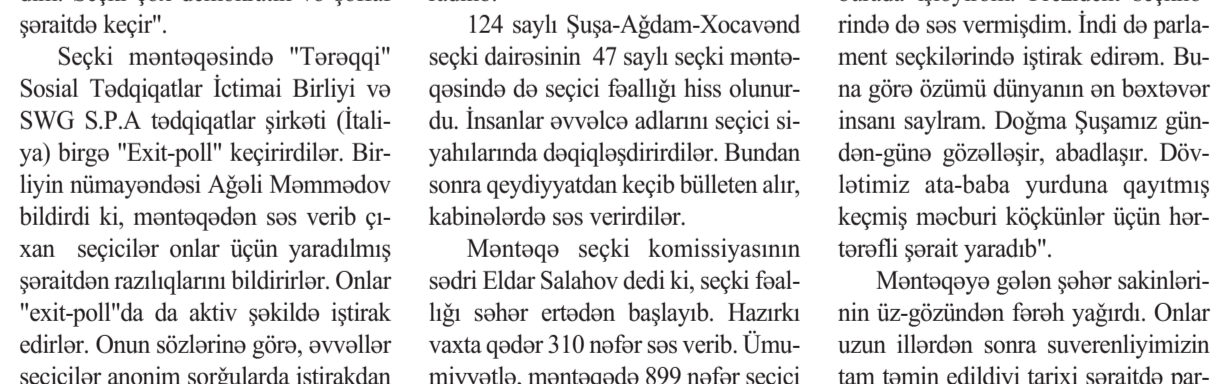 şəraitdə keçir".
Seçki məntəqəsində "Tərəqqi"
Sosial Tədqiqatlar İctimai Birliyi və
SWG S.P.A tədqiqatlar şirkəti (İtali-
ya) birgə "Exit-poll" keçirirdilər. Bir-
liyin nümayəndəsi Ağəli Məmmədov
bildirdi ki, məntəqədən səs verib çı-
xan seçicilər onlar üçün yaradılmış
şəraitdən razılıqlarını bildirirlər. Onlar
"exit-poll"da da aktiv şəkildə iştirak
edirlər. Onun sözlərinə görə, əvvəllər
seçicilər anonim sorğularda iştirakdan
124 saylı Şuşa-Ağdam-Xocavənd
seçki dairəsinin 47 saylı seçki məntə-
qəsində də seçici fəallığı hiss olunur-
du. İnsanlar əvvəlcə adlarını seçici si-
yahılarında dəqiqləşdirirdilər. Bundan
sonra qeydiyyatdan keçib bülleten alır,
kabinələrdə səs verirdilər.
Məntəqə seçki komissiyasının
sədri Eldar Salahov dedi ki, seçki fəal-
lığı səhər ertədən başlayıb. Hazırkı
vaxta qədər 310 nəfər səs verib. Ümu-
miyyətlə, məntəqədə 899 nəfər seçici
rində də səs vermişdim. İndi də parla-
ment seçkilərində iştirak edirəm. Bu-
na görə özümü dünyanın ən bəxtəvər
insanı sayIram. Doğma Şuşamız gün-
dən-günə gözəlləşir, abadlaşır. Döv-
lətimiz ata-baba yurduna qayıtmış
keçmiş məcburi köçkünlər üçün hər-
tərəfli şərait yaradıb".
Məntəqəyə gələn şəhər sakinləri-
nin üz-gözündən fərəh yağırdı. Onlar
uzun illərdən sonra suverenliyimizin
tam təmin edildiyi tarixi şəraitdə par-